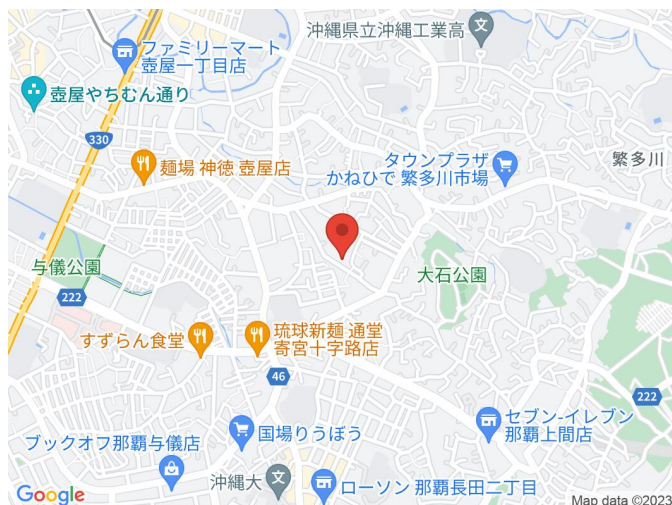 沖縄県立沖縄工業高
ファミリーマート
壺屋一丁目店
壺屋やちむん通り
330
麺場 神徳 壺屋店
タウンプラザ
かねひで 繁多川市場
繁多川
与儀公園
大石公園
222
すずらん食堂
琉球新麺 通堂
寄宮十字路店
46
222
セブン-イレブン
那覇上間店
ブックオフ那覇与儀店
国場りうぼう
沖縄大
ローソン 那覇長田二丁目
Google
Map data ©2023